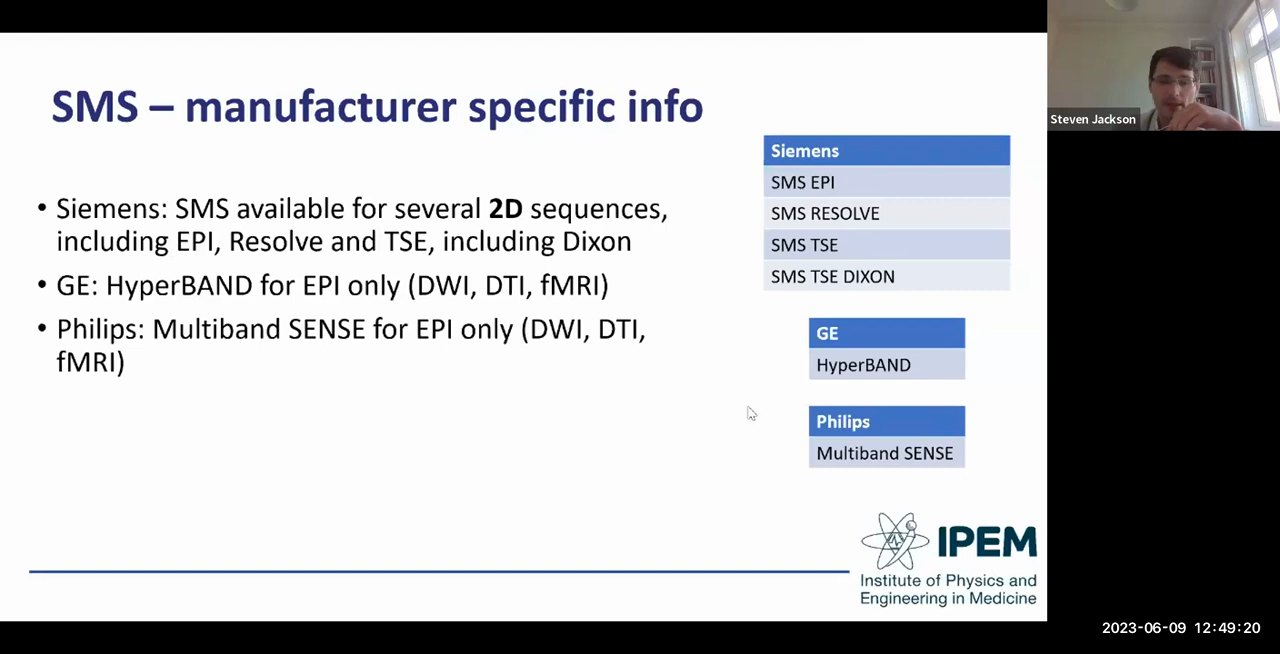 SMS – manufacturer specific info
• Siemens: SMS available for several 2D sequences,
including EPI, Resolve and TSE, including Dixon
• GE: HyperBAND for EPI only (DWI, DTI, fMRI)
• Philips: Multiband SENSE for EPI only (DWI, DTI,
fMRI)
Siemens
SMS EPI
SMS RESOLVE
SMS TSE
SMS TSE DIXON
GE
HyperBAND
Philips
Multiband SENSE
IPEM
Institute of Physics and
Engineering in Medicine
Steven Jackson
2023-06-09 12:49:20